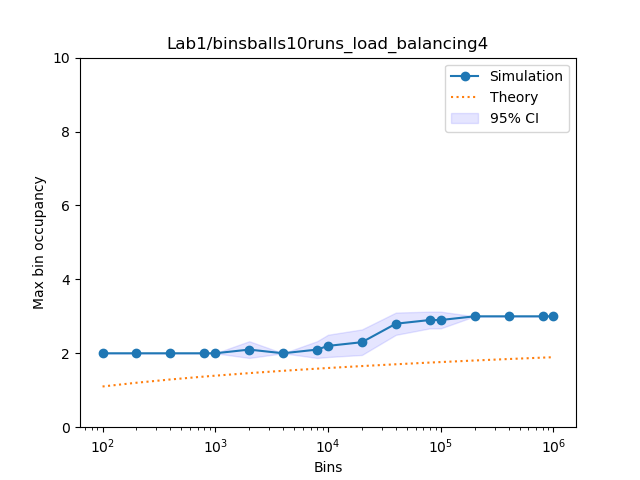 Lab1/binsballs10runs_load_balancing4
10
8
6
4
2
0
Max bin occupancy
Simulation
Theory
95% CI
10²
10³
10⁴
10⁵
10⁶
Bins